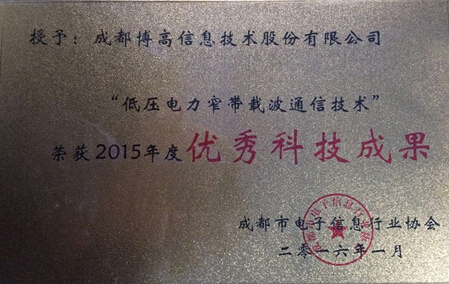 授予：成都博高信息技术股份有限公司
“低压电力窄带载波通信技术”
荣获2015年度优秀科技成果
成都市电子信息行业协会
二零一六年一月